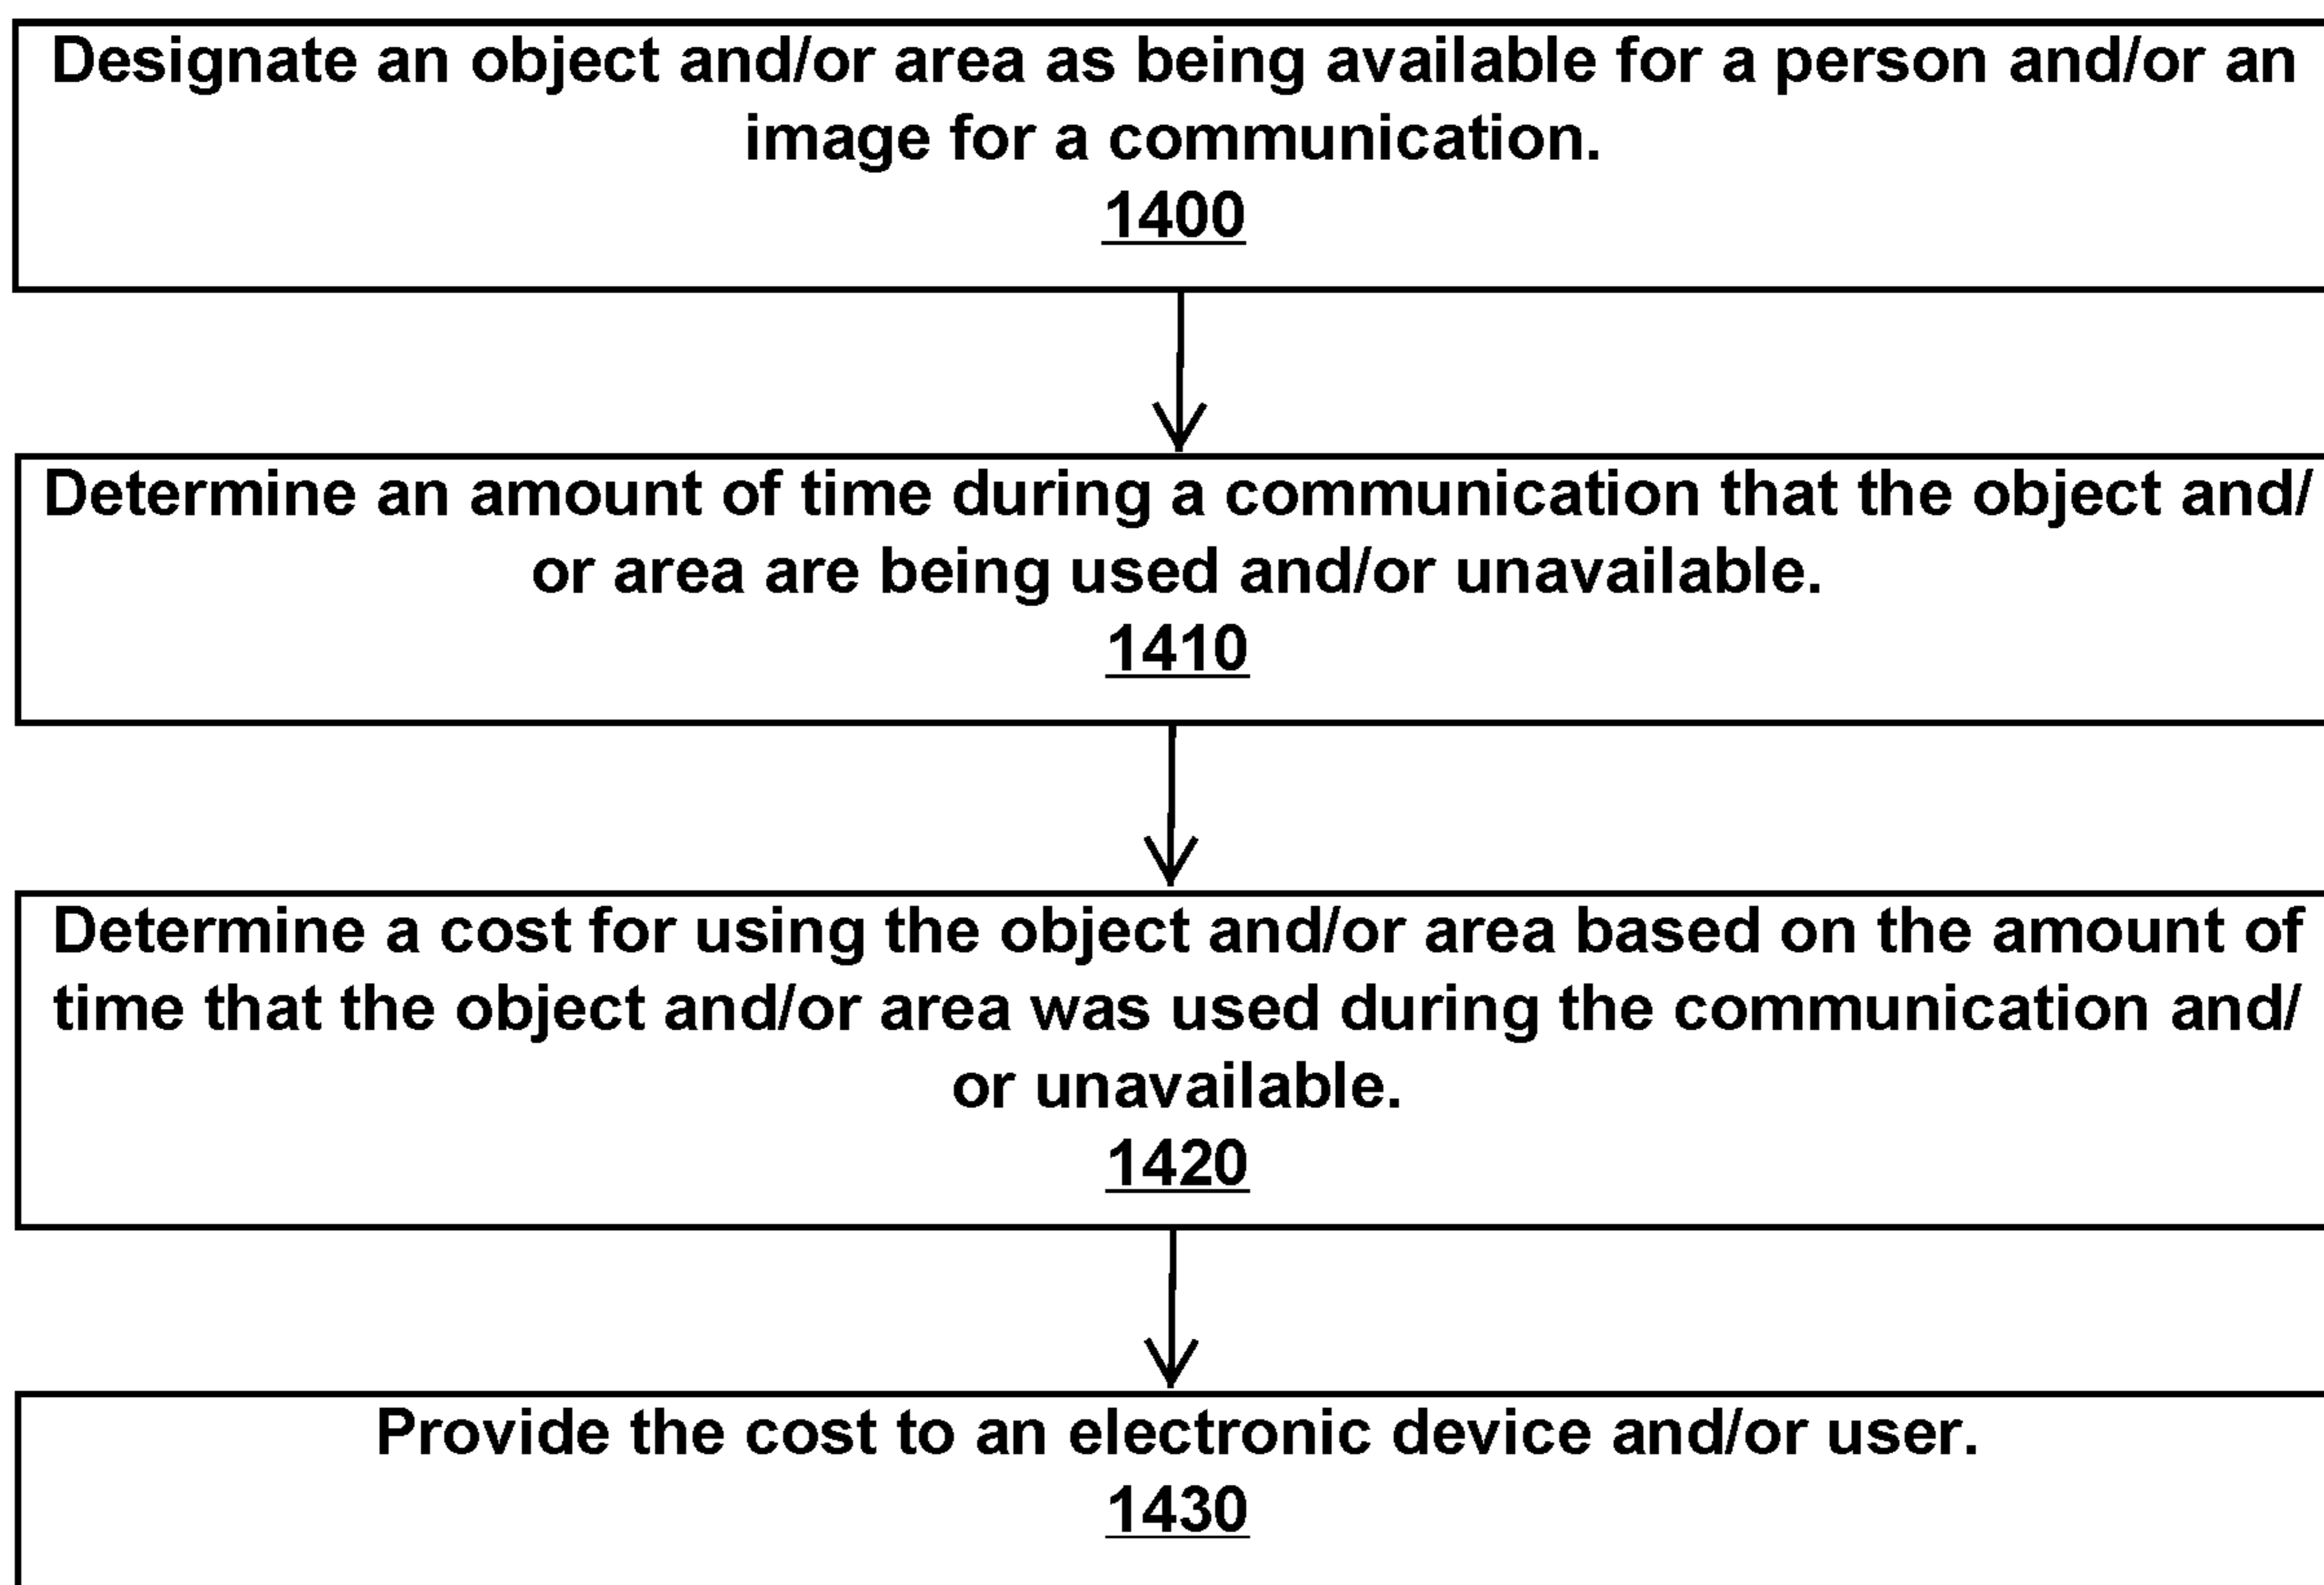 Designate an object and/or area as being available for a person and/or an
image for a communication.
1400
Determine an amount of time during a communication that the object and/
or area are being used and/or unavailable.
1410
Determine a cost for using the object and/or area based on the amount of
time that the object and/or area was used during the communication and/
or unavailable.
1420
Provide the cost to an electronic device and/or user.
1430